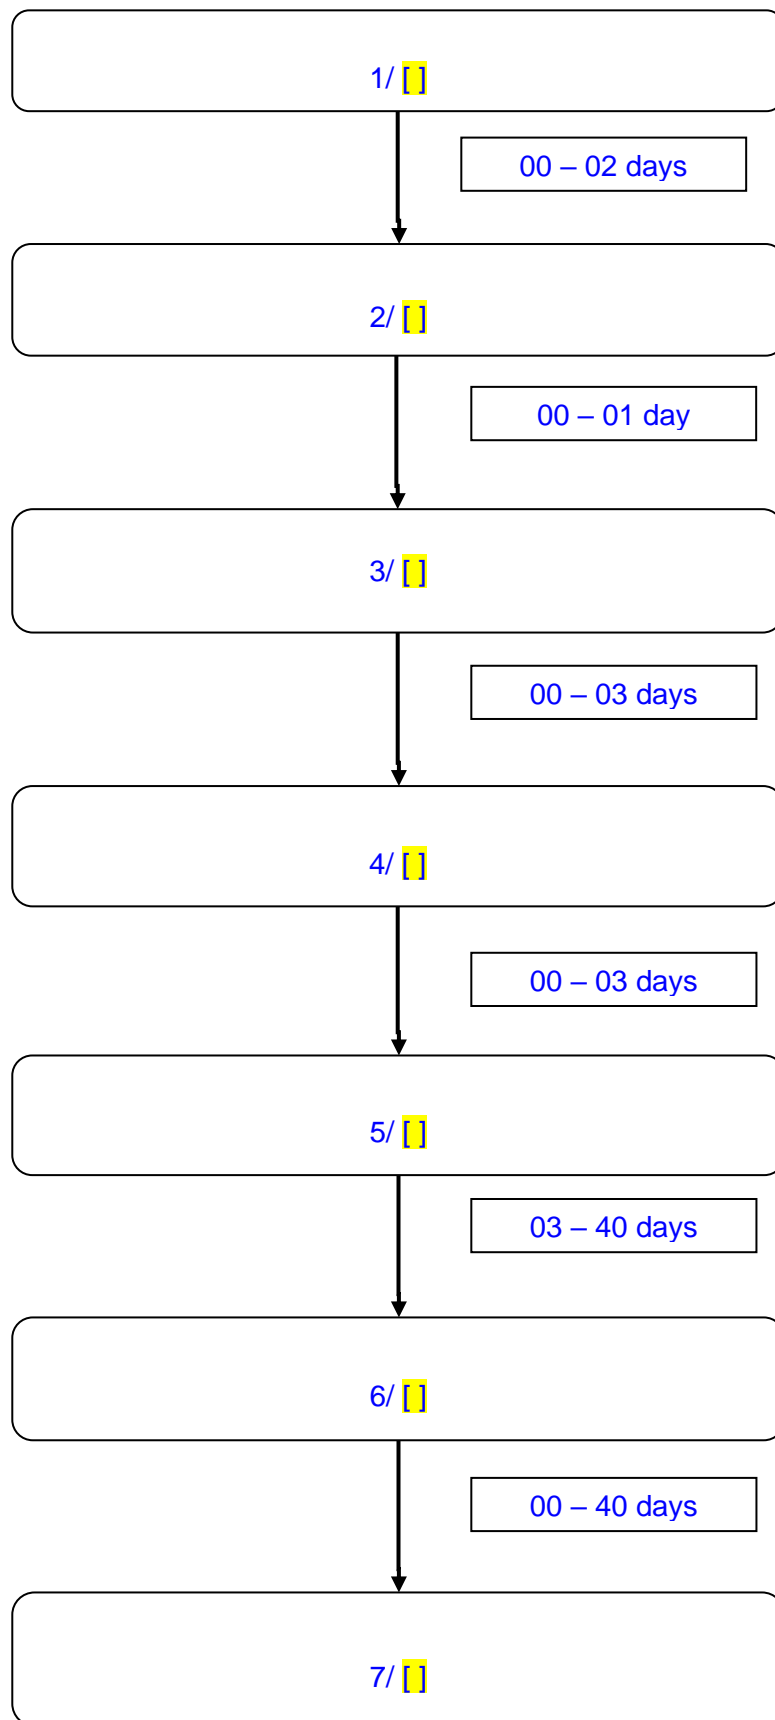 1/ [ ]
00 – 02 days
2/ [ ]
00 – 01 day
3/ [ ]
00 – 03 days
4/ [ ]
00 – 03 days
5/ [ ]
03 – 40 days
6/ [ ]
00 – 40 days
7/ [ ]